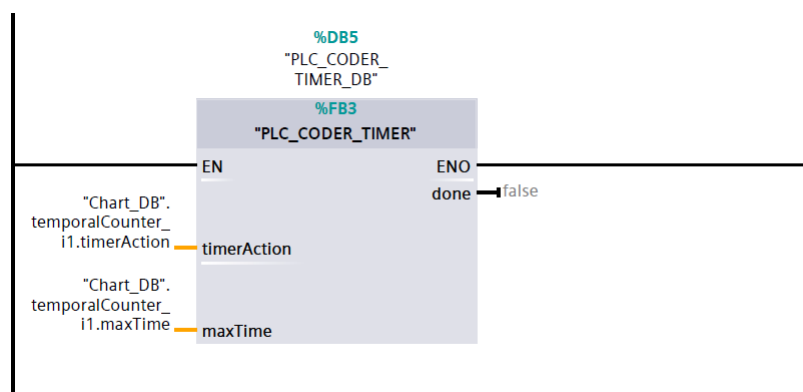 %DB5
"PLC_CODER_
TIMER_DB"
%FB3
"PLC_CODER_TIMER"
EN
ENO
done
false
"Chart_DB".
temporalCounter_
i1.timerAction
timerAction
"Chart_DB".
temporalCounter_
i1.maxTime
maxTime